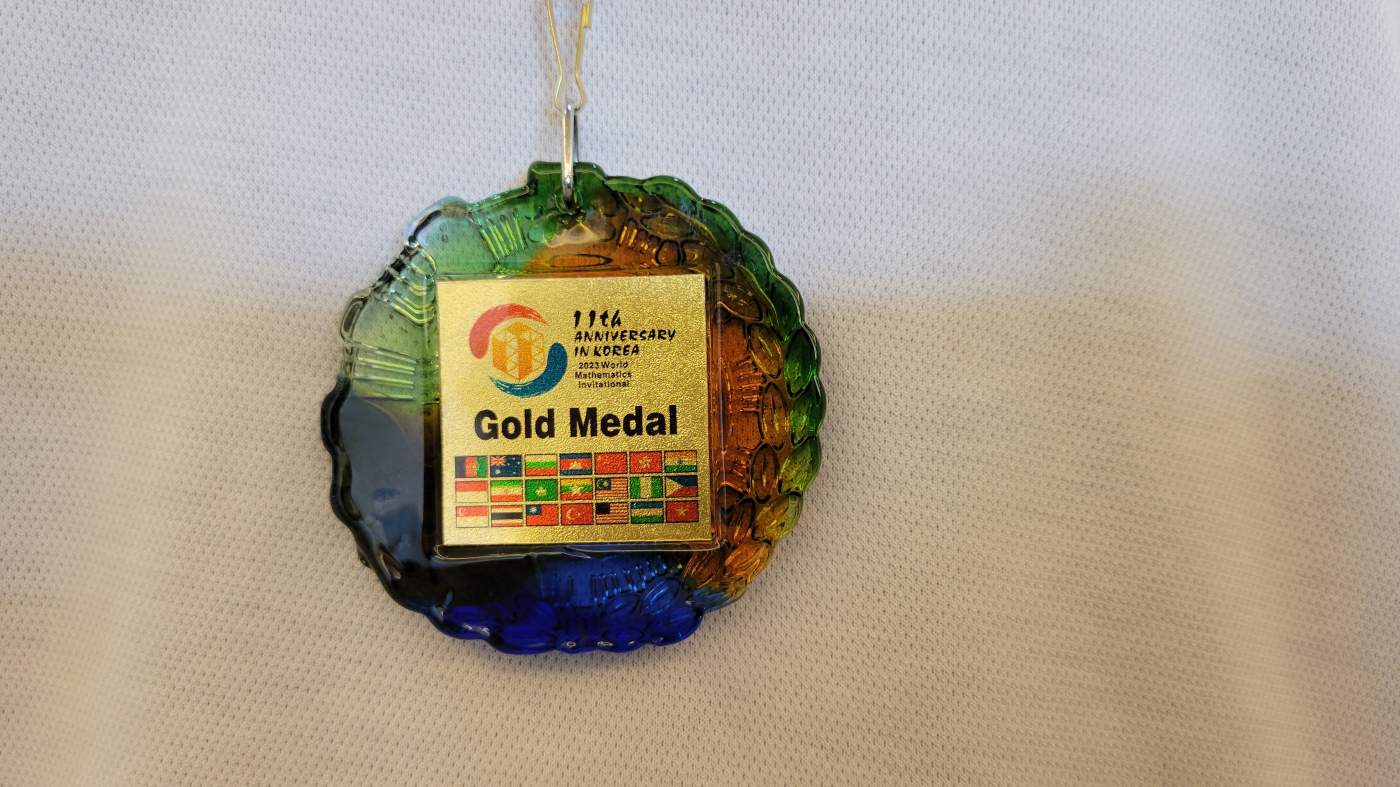 11th
ANNIVERSARY
IN KOREA
2023 World
Mathematics
Invitational
Gold Medal